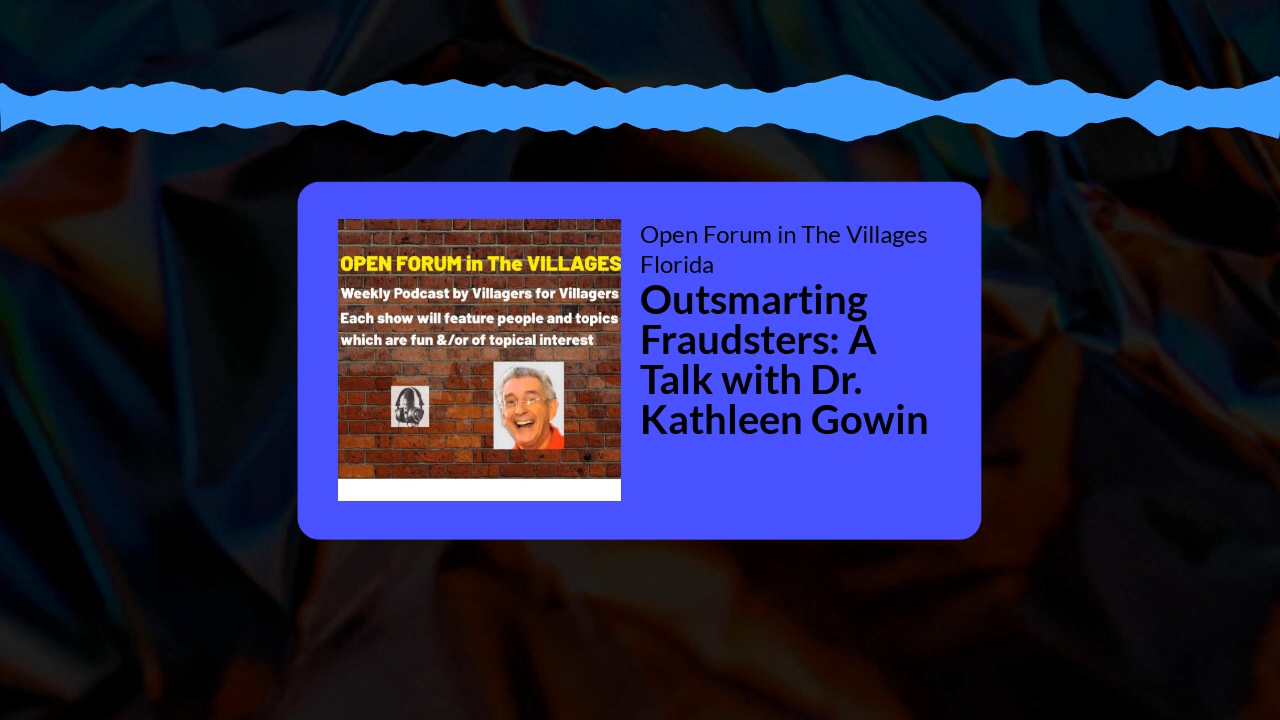 OPEN FORUM in The VILLAGES
Weekly Podcast by Villagers for Villagers
Each show will feature people and topics
which are fun &/or of topical interest
Open Forum in The Villages
Florida
Outsmarting
Fraudsters: A
Talk with Dr.
Kathleen Gowin